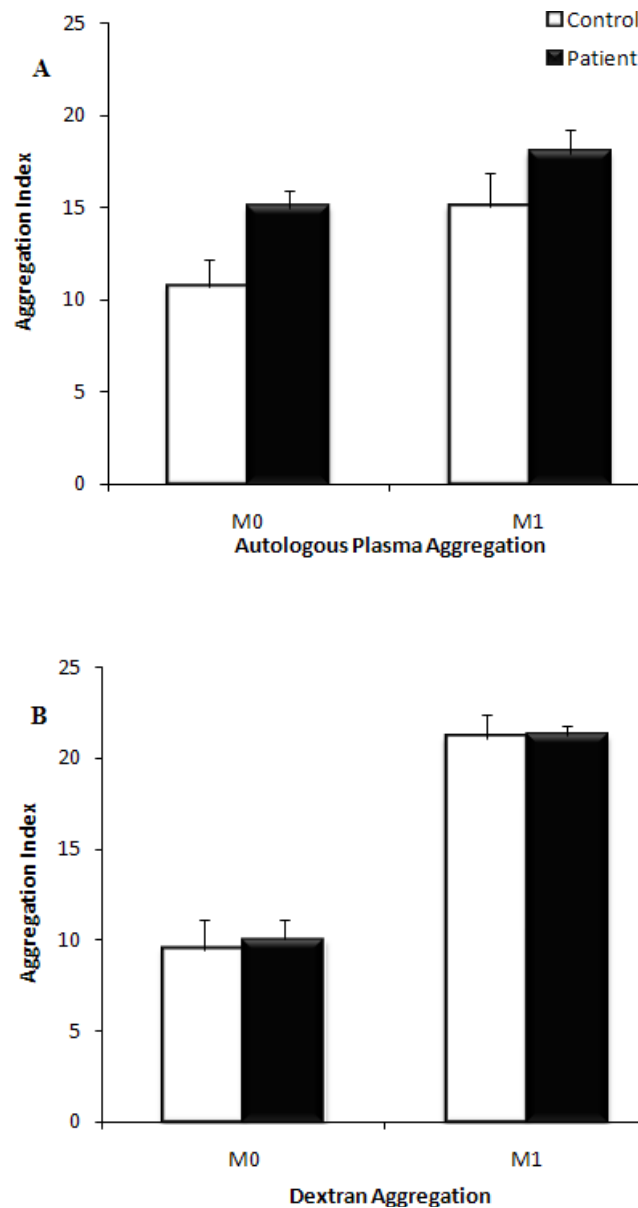 25
Control
Patient
A
20
15
10
5
0
Aggregation Index
M0
M1
Autologous Plasma Aggregation
25
B
20
15
10
5
0
Aggregation Index
M0
M1
Dextran Aggregation